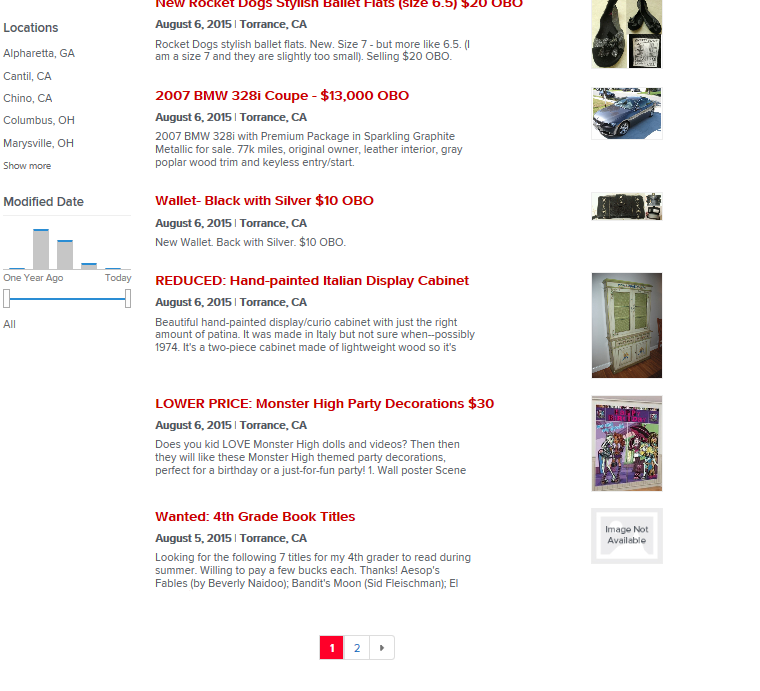 Locations
Alpharetta, GA
Cantil, CA
Chino, CA
Columbus, OH
Marysville, OH
Show more
Modified Date
One Year Ago Today
All
New Rocket Dogs Stylish Ballet Flats (size 6.5) $20 OBO
August 6, 2015 | Torrance, CA
Rocket Dogs stylish ballet flats. New. Size 7 - but more like 6.5. (I
am a size 7 and they are slightly too small). Selling $20 OBO.
2007 BMW 328i Coupe - $13,000 OBO
August 6, 2015 | Torrance, CA
2007 BMW 328i with Premium Package in Sparkling Graphite
Metallic for sale. 77k miles, original owner, leather interior, gray
poplar wood trim and keyless entry/start.
Wallet- Black with Silver $10 OBO
August 6, 2015 | Torrance, CA
New Wallet. Back with Silver. $10 OBO.
REDUCED: Hand-painted Italian Display Cabinet
August 6, 2015 | Torrance, CA
Beautiful hand-painted display/curio cabinet with just the right
amount of patina. It was made in Italy but not sure when--possibly
1974. It's a two-piece cabinet made of lightweight wood so it's
LOWER PRICE: Monster High Party Decorations $30
August 6, 2015 | Torrance, CA
Does you kid LOVE Monster High dolls and videos? Then then
they will like these Monster High themed party decorations,
perfect for a birthday or a just-for-fun party! 1. Wall poster Scene
Wanted: 4th Grade Book Titles
August 5, 2015 | Torrance, CA
Looking for the following 7 titles for my 4th grader to read during
summer. Willing to pay a few bucks each. Thanks! Aesop's
Fables (by Beverly Naidoo); Bandit's Moon (Sid Fleischman); El
Image Not
Available
1 2